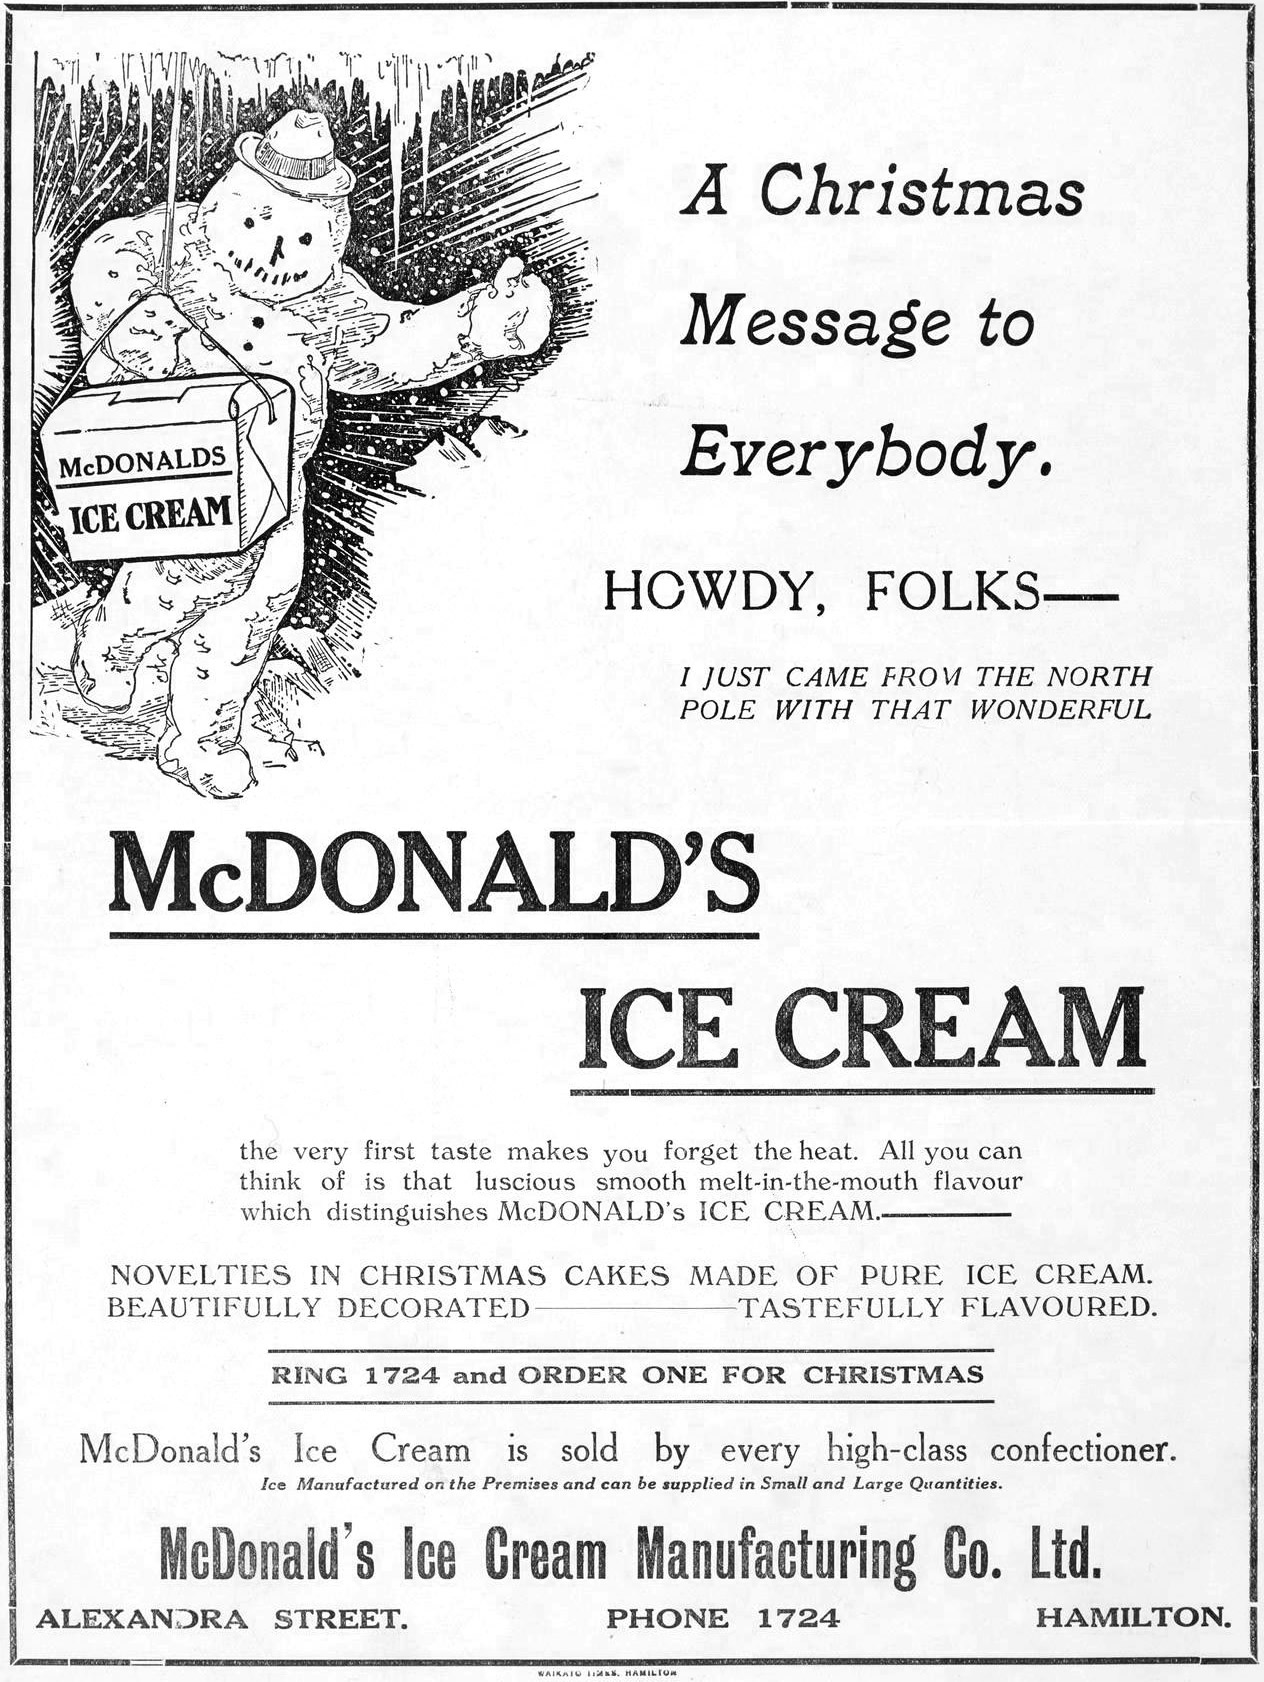 A Christmas
Message to
Everybody.
McDONALDS
ICE CREAM
HOWDY, FOLKS—
I JUST CAME FROM THE NORTH
POLE WITH THAT WONDERFUL
McDONALD'S
ICE CREAM
the very first taste makes you forget the heat. All you can
think of is that luscious smooth melt-in-the-mouth flavour
which distinguishes McDONALD's ICE CREAM.—
NOVELTIES IN CHRISTMAS CAKES MADE OF PURE ICE CREAM.
BEAUTIFULLY DECORATED—TASTEFULLY FLAVOURED.
RING 1724 and ORDER ONE FOR CHRISTMAS
McDonald's Ice Cream is sold by every high-class confectioner.
Ice Manufactured on the Premises and can be supplied in Small and Large Quantities.
McDonald's Ice Cream Manufacturing Co. Ltd.
ALEXANDRA STREET. PHONE 1724 HAMILTON.
WAIKATO TIMES, HAMILTON